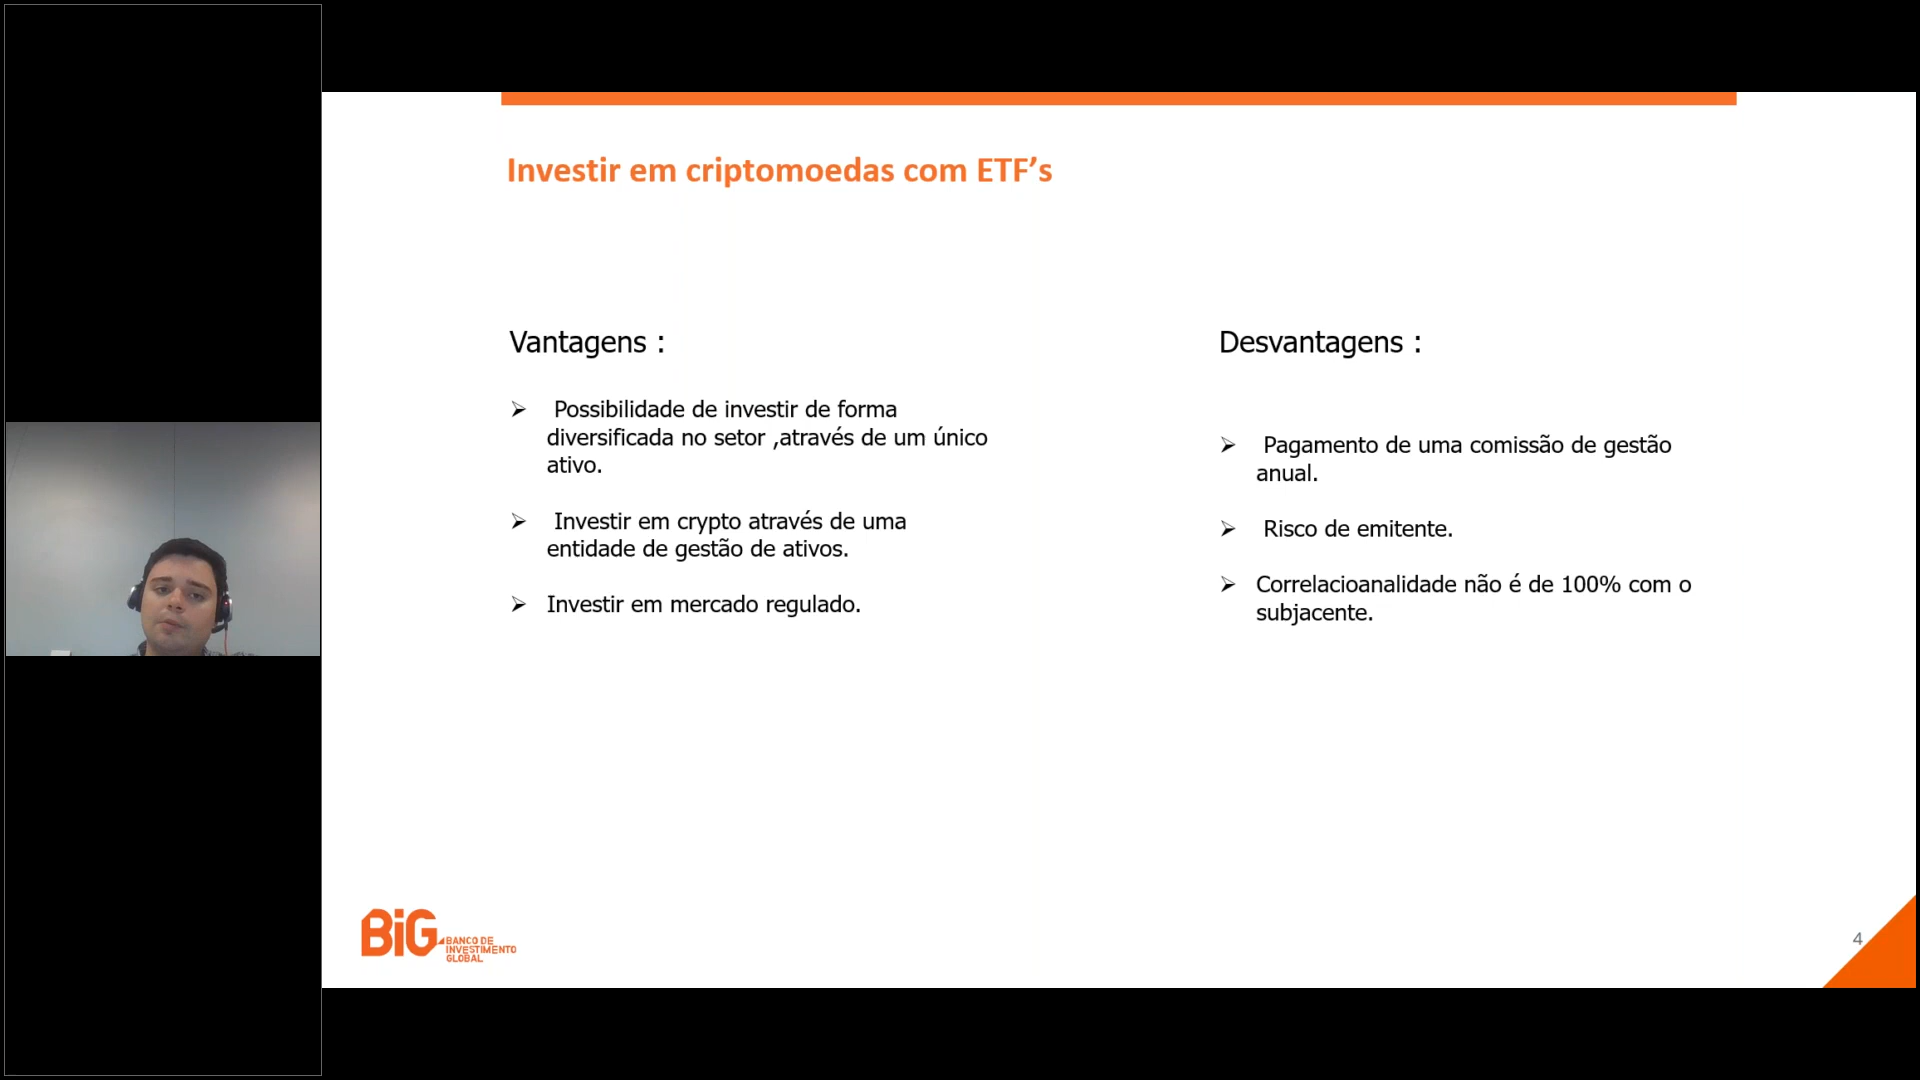 Investir em criptomoedas com ETF’s
Vantagens :
➢ Possibilidade de investir de forma
diversificada no setor ,através de um único
ativo.
➢ Investir em crypto através de uma
entidade de gestão de ativos.
➢ Investir em mercado regulado.
Desvantagens :
➢ Pagamento de uma comissão de gestão
anual.
➢ Risco de emitente.
➢ Correlacioanalidade não é de 100% com o
subjacente.
BiG
BANCO DE
INVESTIMENTO
GLOBAL
4